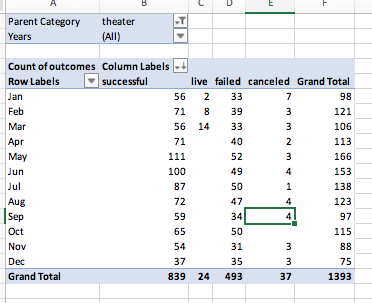 A B C D E F
Parent Category theater
Years (All)
Count of outcomes Column Labels
Row Labels successful live failed canceled Grand Total
Jan 56 2 33 7 98
Feb 71 8 39 3 121
Mar 56 14 33 3 106
Apr 71 40 2 113
May 111 52 3 166
Jun 100 49 4 153
Jul 87 50 1 138
Aug 72 47 4 123
Sep 59 34 4 97
Oct 65 50 115
Nov 54 31 3 88
Dec 37 35 3 75
Grand Total 839 24 493 37 1393